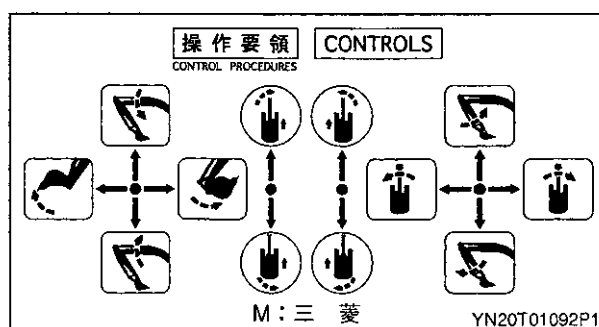 操作要領 CONTROLS
CONTROL PROCEDURES
M：三 菱
YN20T01092P1